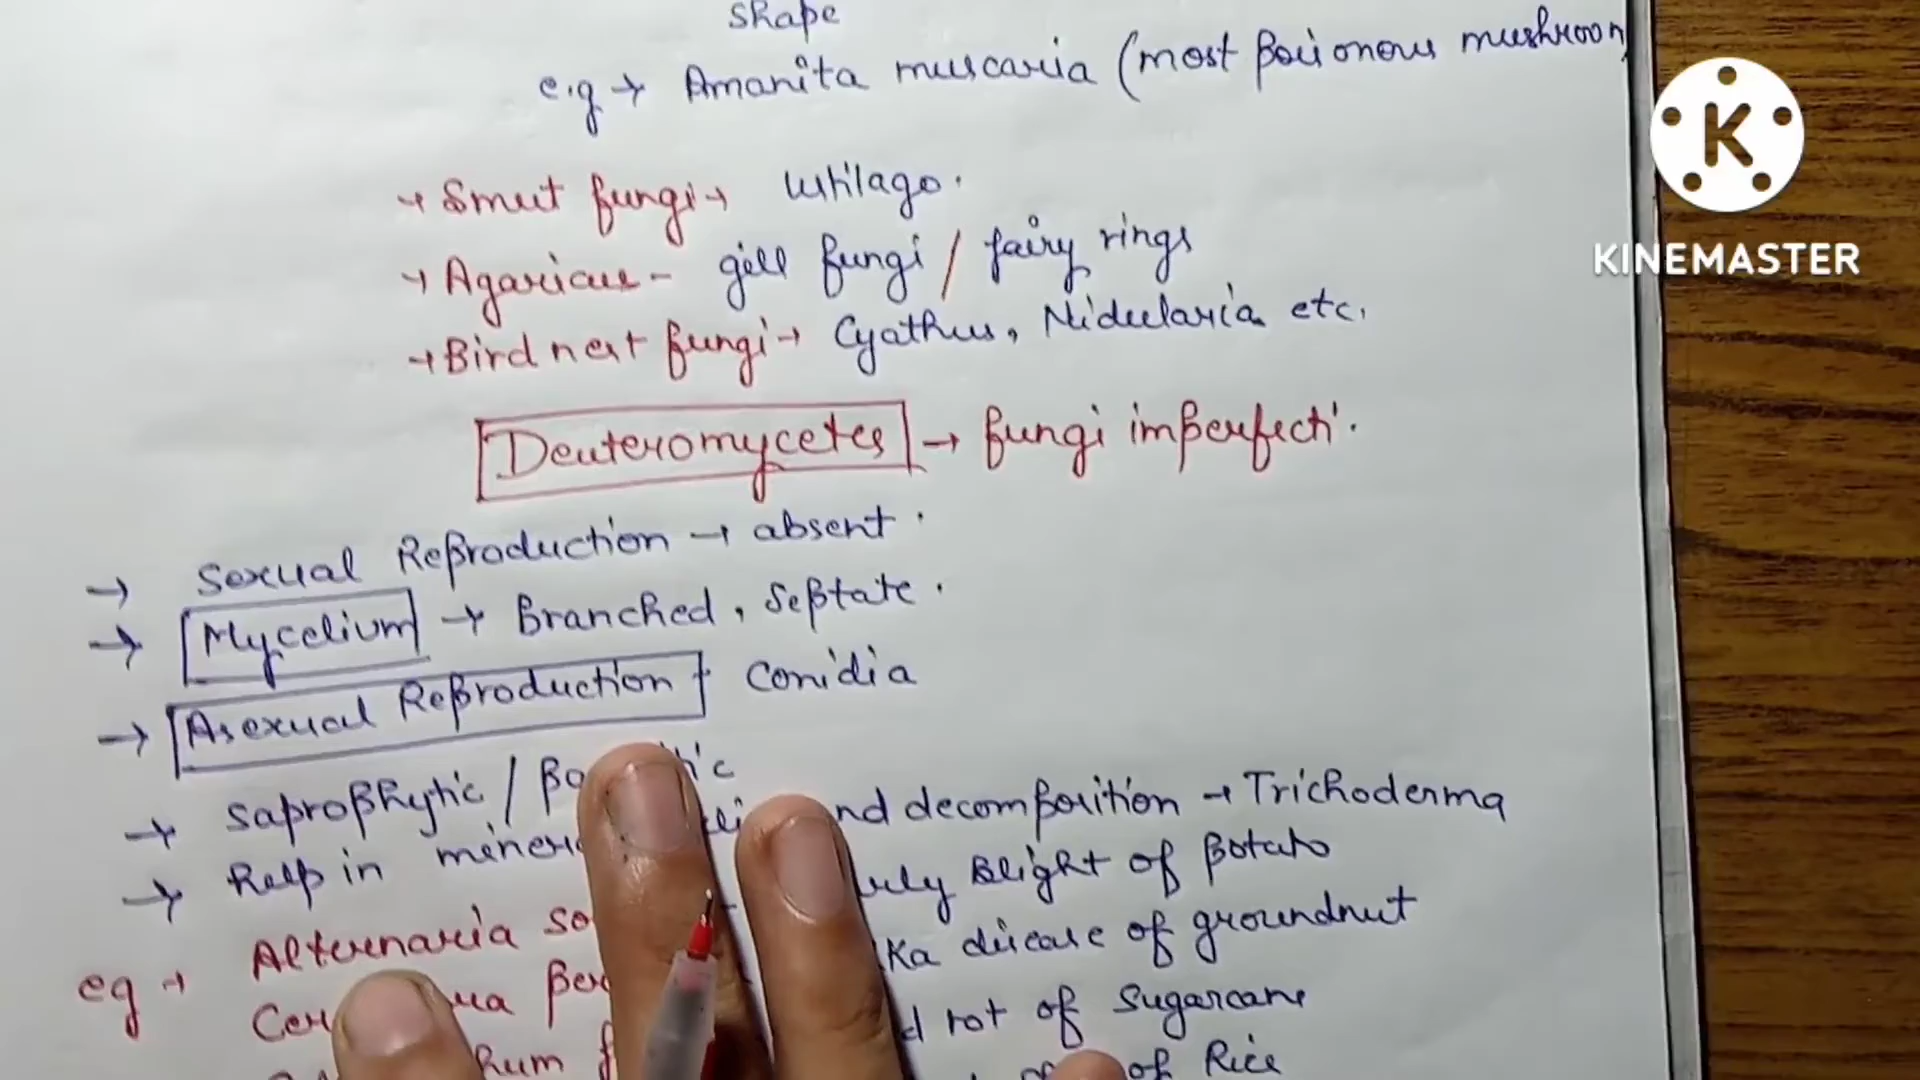 shape
e.g → Amanita muscaria (most poisonous mushroom
→ Smut fungi → Ustilago.
→ Agaricus - gill fungi / fairy rings
→ Bird nest fungi → Cyathus, Nidularia etc.
Deuteromycetes → fungi imperfecti.
→ Sexual Reproduction → absent.
→ Mycelium → Branched, Septate.
→ Asexual Reproduction → Conidia
→ saprophytic /
→ Help in and decomposition → Trichoderma
eg → Alternaria Blight of Potato
disease of groundnut
rot of Sugarcane
of Rice
K
KINEMASTER